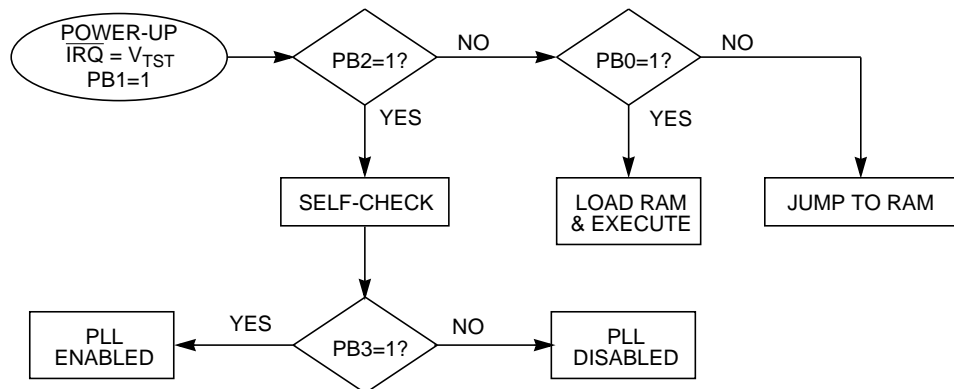 POWER-UP
IRQ = VTST
PB1=1
PB2=1?
NO
PB0=1?
NO
YES
YES
SELF-CHECK
LOAD RAM
& EXECUTE
JUMP TO RAM
PLL
ENABLED
YES
PB3=1?
NO
PLL
DISABLED